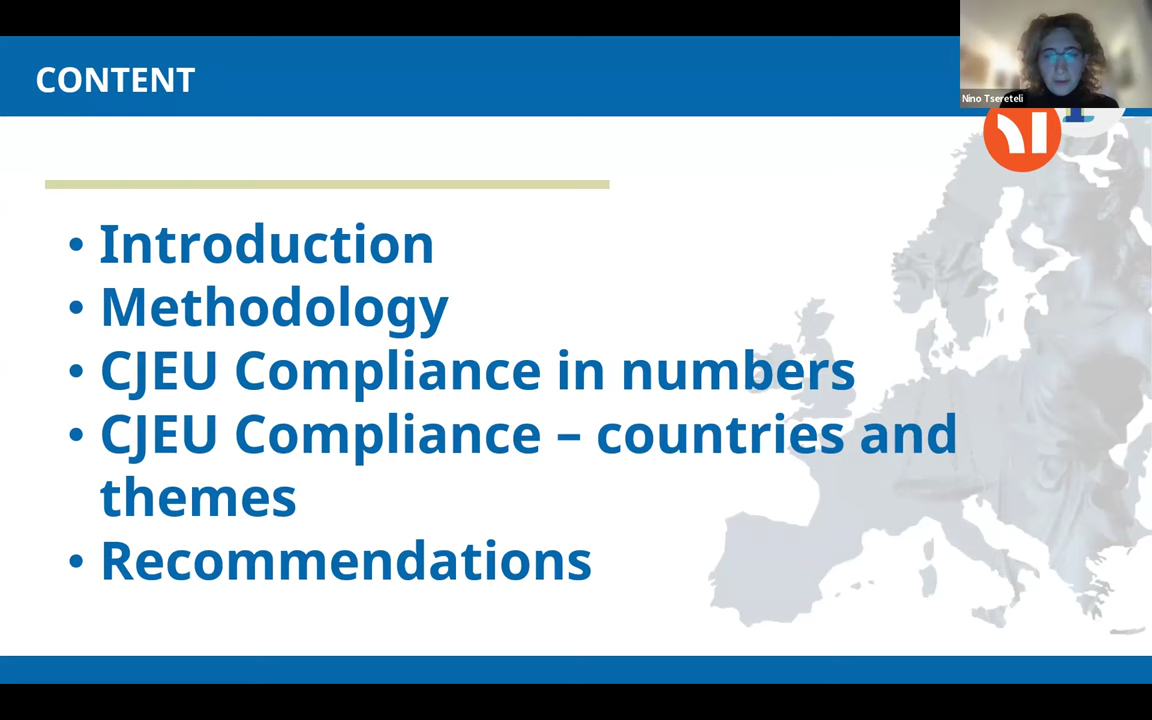 CONTENT
Nino Tsereteli
• Introduction
• Methodology
• CJEU Compliance in numbers
• CJEU Compliance – countries and
themes
• Recommendations